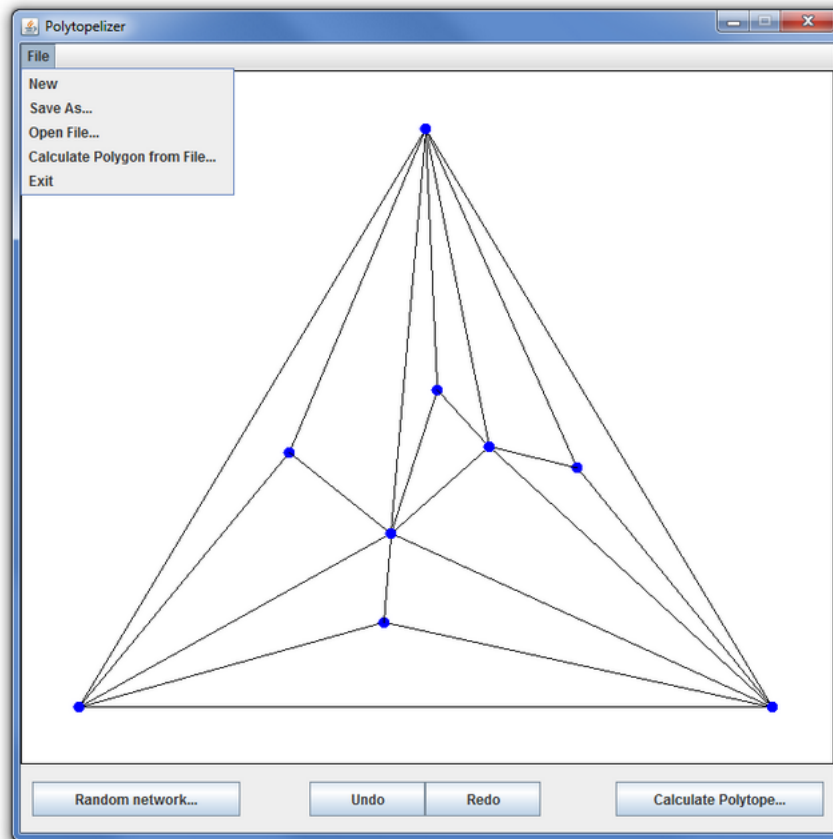 Polytopelizer
File
New
Save As...
Open File...
Calculate Polygon from File...
Exit
Random network...
Undo
Redo
Calculate Polytope...